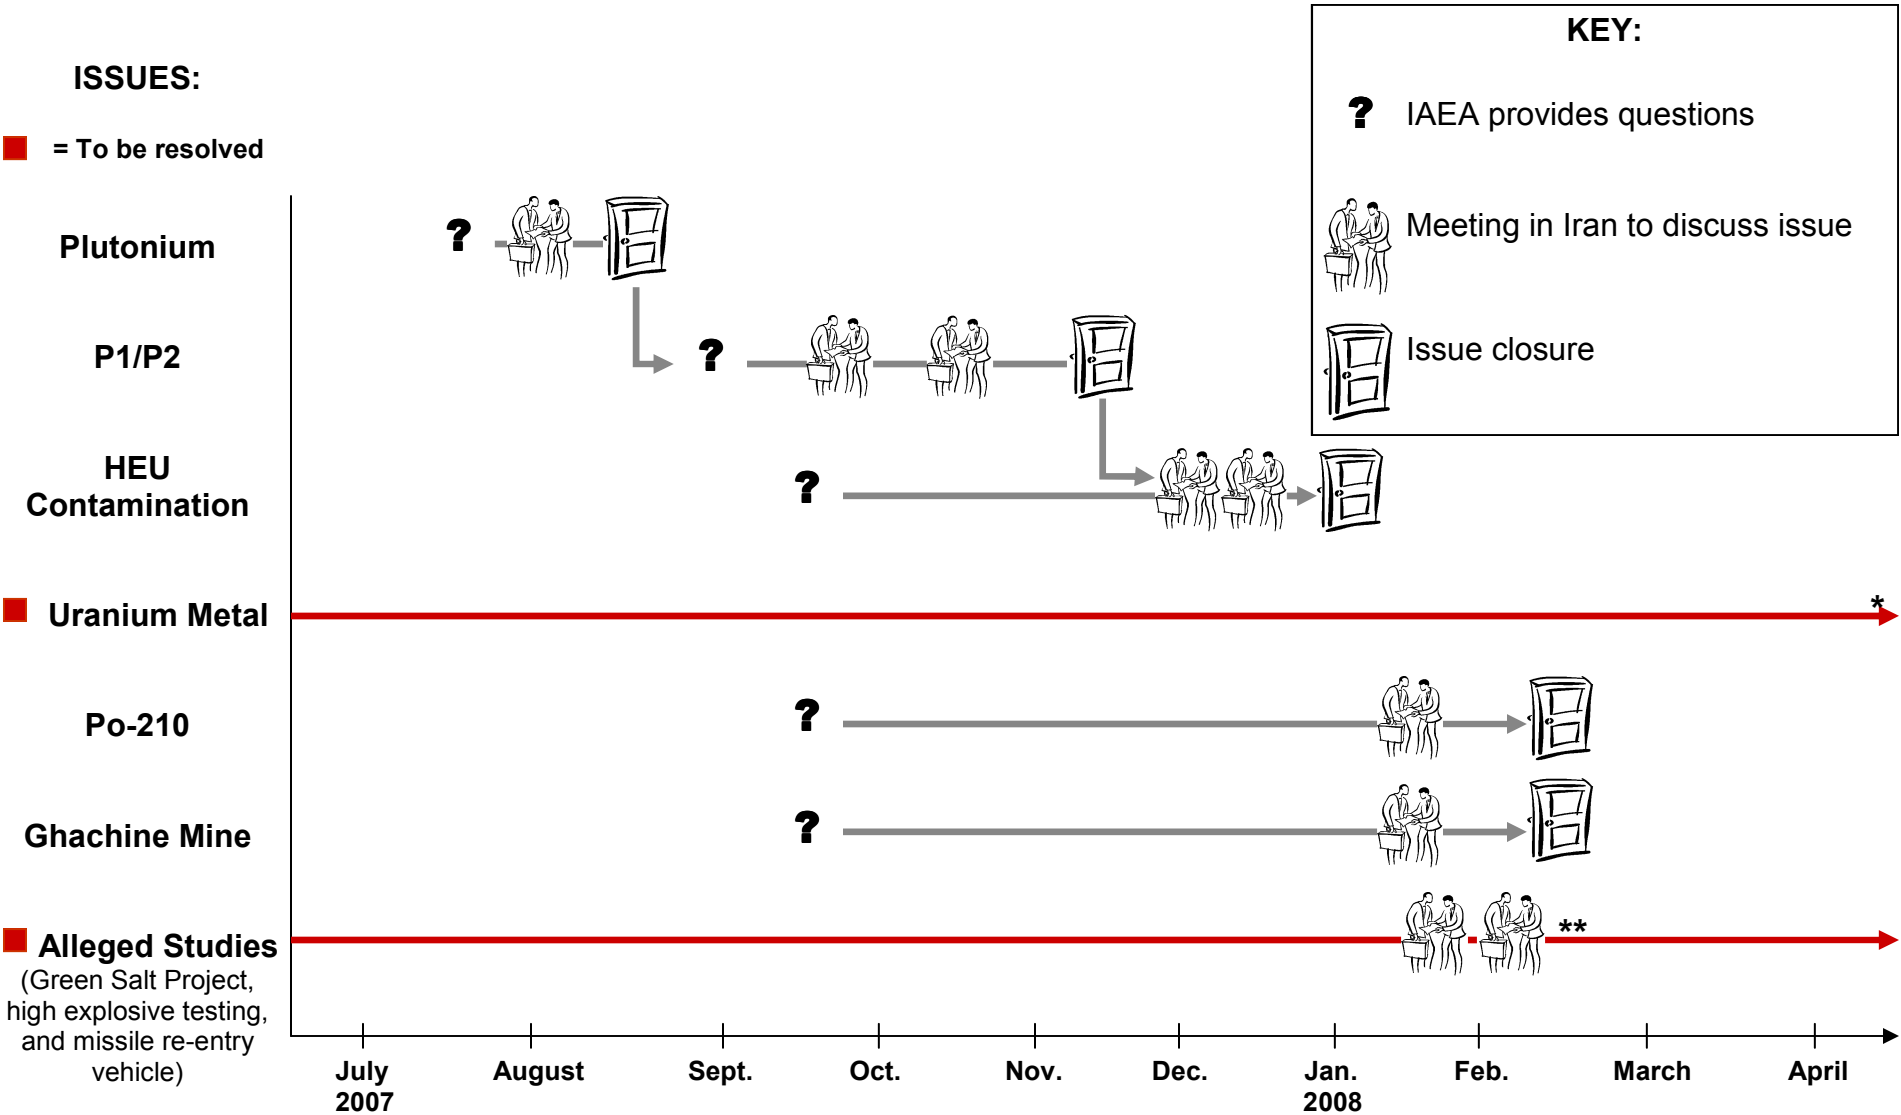 KEY:
ISSUES:
? IAEA provides questions
= To be resolved
Meeting in Iran to discuss issue
Plutonium
?
Issue closure
P1/P2
?
HEU
Contamination
?
Uranium Metal
*
Po-210
?
Ghachine Mine
?
Alleged Studies
**
(Green Salt Project,
high explosive testing,
and missile re-entry
vehicle)
July
2007
August
Sept.
Oct.
Nov.
Dec.
Jan.
2008
Feb.
March
April